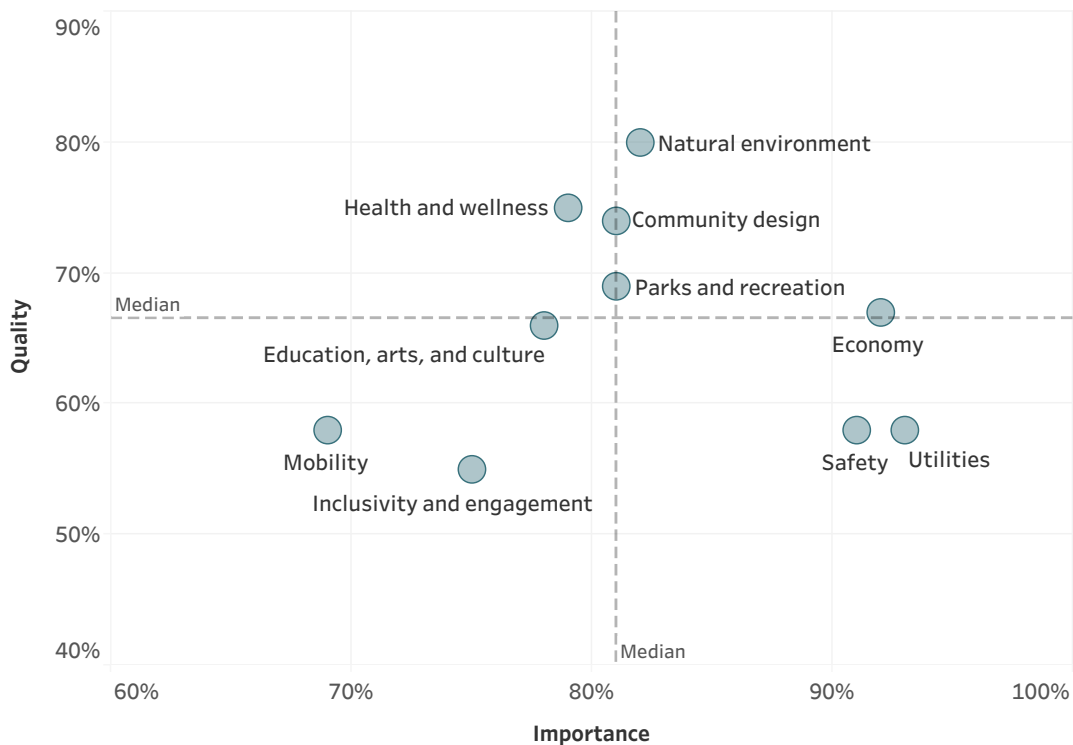 90%
80%
Natural environment
Health and wellness
Community design
70%
Parks and recreation
Median
Economy
Education, arts, and culture
Quality
60%
Mobility
Safety
Utilities
Inclusivity and engagement
50%
40%
Median
60%
70%
80%
90%
100%
Importance